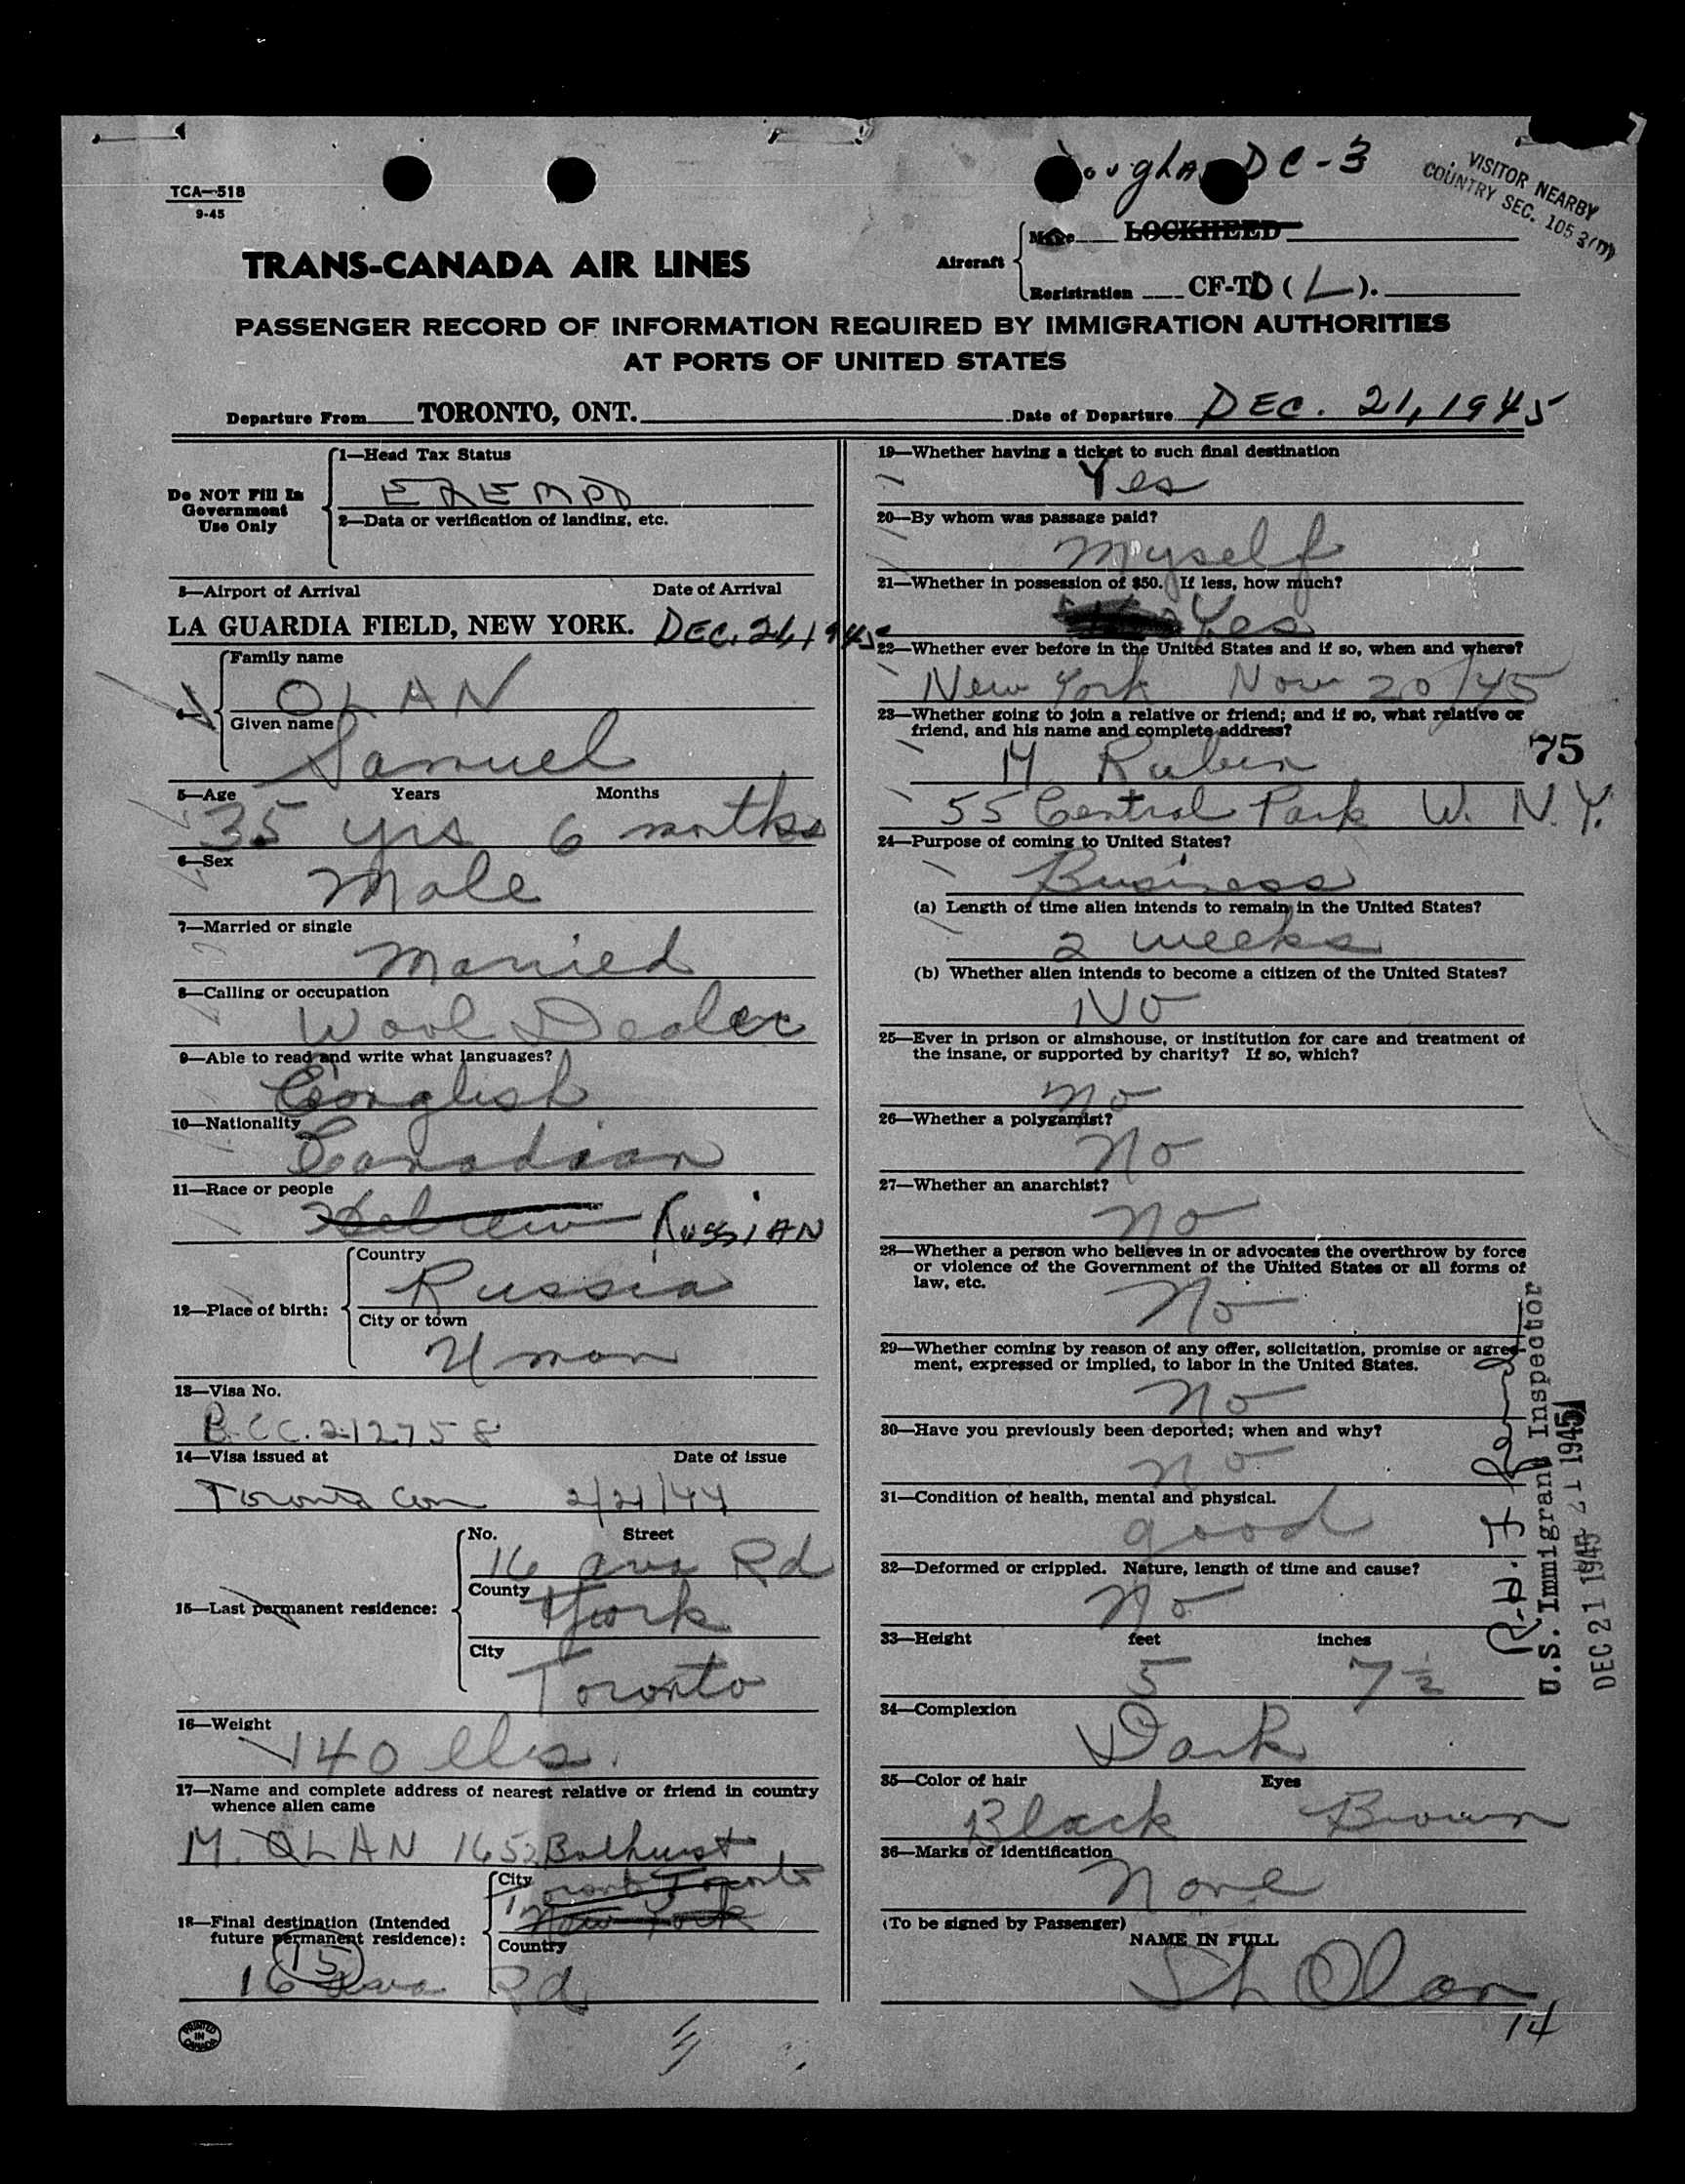 DC-3
VISITOR NEARBY
COUNTRY SEC. 105 3(m)
TCA—518
9-45
TRANS-CANADA AIR LINES
Aircraft
Make LOCKHEED
Registration CF-TD (L).
PASSENGER RECORD OF INFORMATION REQUIRED BY IMMIGRATION AUTHORITIES
AT PORTS OF UNITED STATES
Departure From TORONTO, ONT. Date of Departure DEC. 21, 1945
Do NOT Fill In
Government
Use Only
1—Head Tax Status
2—Data or verification of landing, etc.
3—Airport of Arrival Date of Arrival
LA GUARDIA FIELD, NEW YORK. DEC. 21, 1945
Family name
OLAN
Given name
Samuel
5—Age Years Months
35 yrs 6 months
6—Sex
Male
7—Married or single
Married
8—Calling or occupation
Wool Dealer
9—Able to read and write what languages?
English
10—Nationality
Canadian
11—Race or people
Hebrew RUSSIAN
12—Place of birth:
Country
Russia
City or town
Uman
13—Visa No.
B.CC.212758
14—Visa issued at Date of issue
Toronto Con 2/21/44
15—Last permanent residence:
No. Street
16 ava Rd
County
York
City
Toronto
16—Weight
140 lbs.
17—Name and complete address of nearest relative or friend in country
whence alien came
M. OLAN 1652 Bathurst
18—Final destination (Intended
future permanent residence):
City
Toronto Toronto
New York
Country
15
16 ava Rd
PRINTED
IN
CANADA
19—Whether having a ticket to such final destination
Yes
20—By whom was passage paid?
Myself
21—Whether in possession of $50. If less, how much?
Yes
22—Whether ever before in the United States and if so, when and where?
New York Nov 20/45
23—Whether going to join a relative or friend; and if so, what relative or
friend, and his name and complete address?
75
M Rubin
55 Central Park W. N.Y.
24—Purpose of coming to United States?
Business
(a) Length of time alien intends to remain in the United States?
2 weeks
(b) Whether alien intends to become a citizen of the United States?
No
25—Ever in prison or almshouse, or institution for care and treatment of
the insane, or supported by charity? If so, which?
no
26—Whether a polygamist?
No
27—Whether an anarchist?
no
28—Whether a person who believes in or advocates the overthrow by force
or violence of the Government of the United States or all forms of
law, etc.
No
29—Whether coming by reason of any offer, solicitation, promise or agree-
ment, expressed or implied, to labor in the United States.
No
30—Have you previously been deported; when and why?
no
31—Condition of health, mental and physical.
good
32—Deformed or crippled. Nature, length of time and cause?
No
33—Height feet inches
5 7½
34—Complexion
Dark
35—Color of hair Eyes
Black Brown
36—Marks of identification
None
(To be signed by Passenger)
NAME IN FULL
Olan
14
U.S. Immigrant Inspector
DEC 21 1945